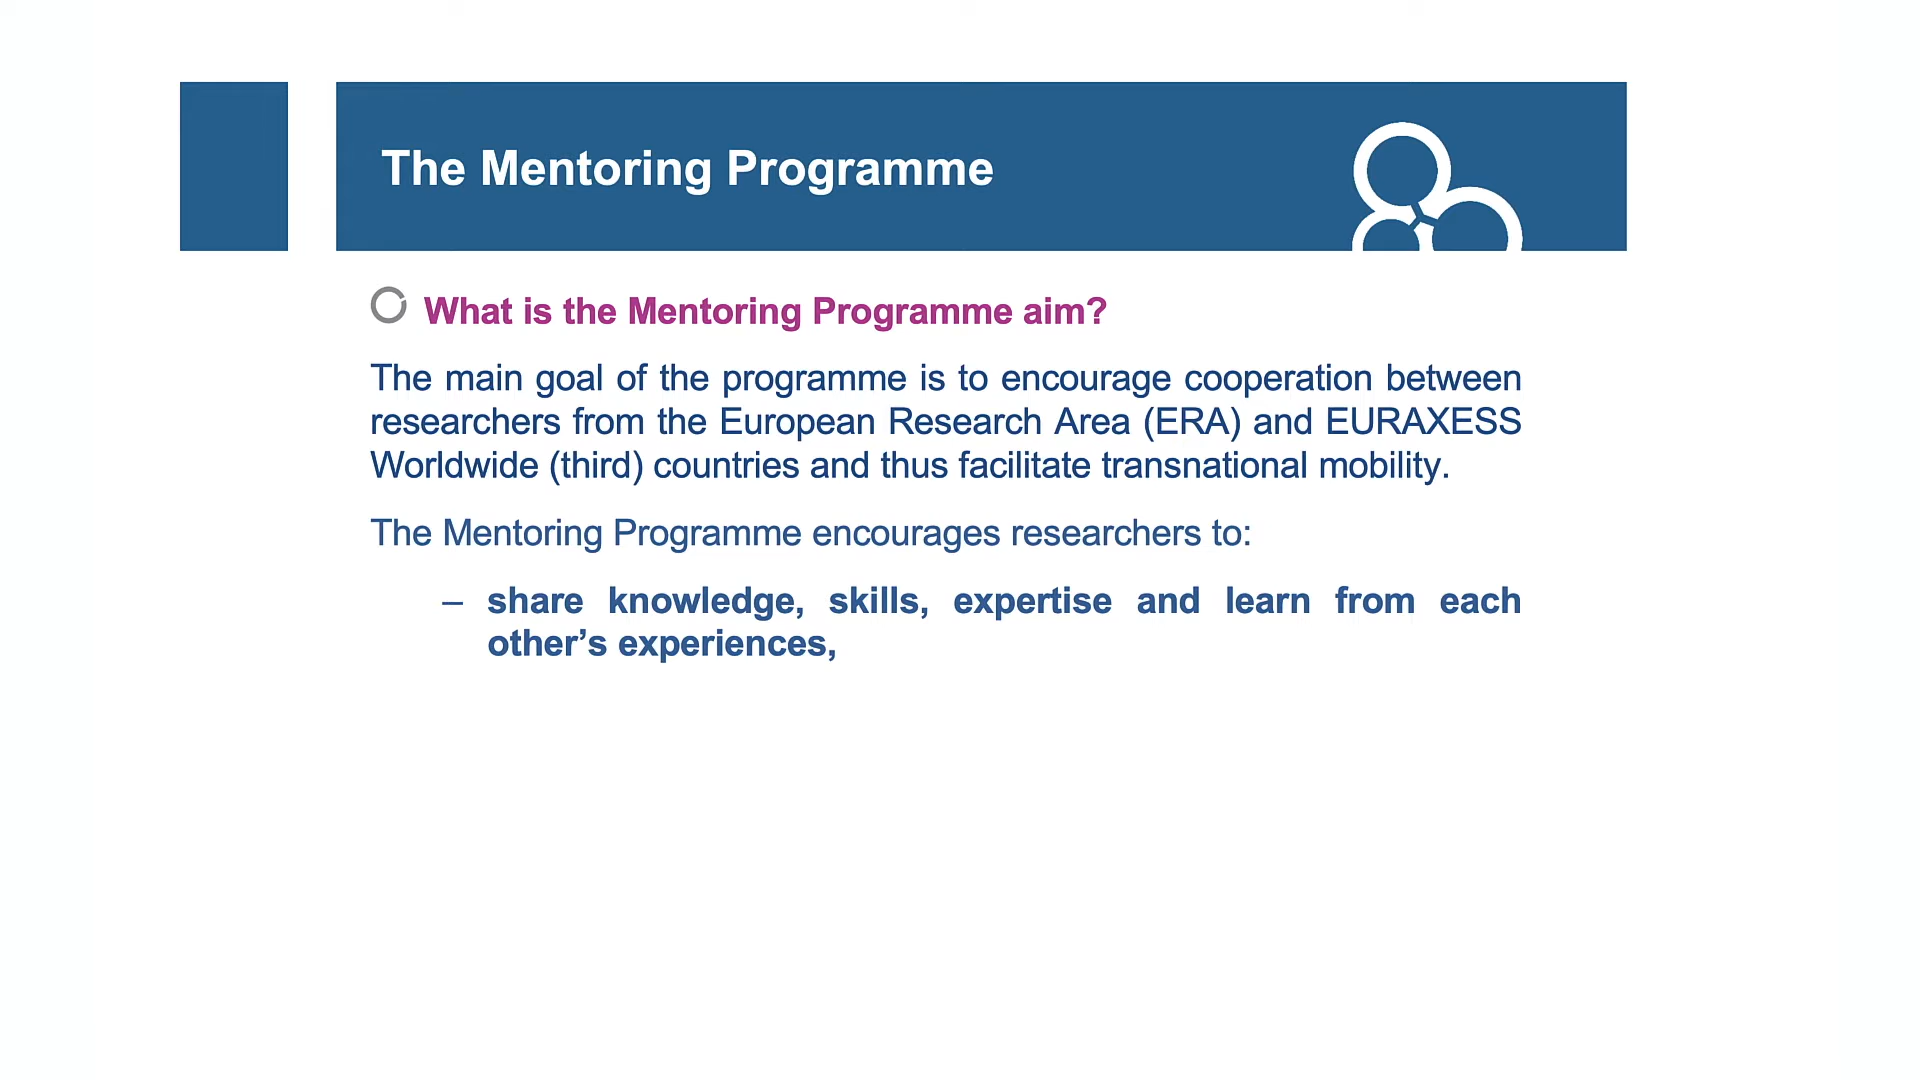 The Mentoring Programme
What is the Mentoring Programme aim?
The main goal of the programme is to encourage cooperation between
researchers from the European Research Area (ERA) and EURAXESS
Worldwide (third) countries and thus facilitate transnational mobility.
The Mentoring Programme encourages researchers to:
– share knowledge, skills, expertise and learn from each
other’s experiences,